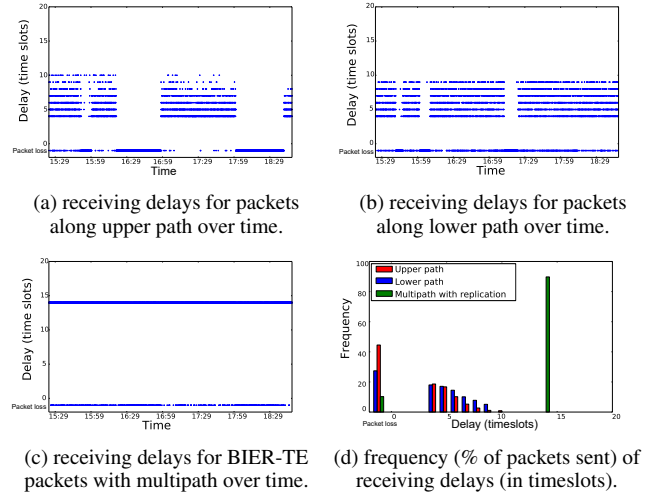 20
15
10
5
0
Packet loss
Delay (time slots)
15:29 15:59 16:29 16:59 17:29 17:59 18:29
Time
(a) receiving delays for packets
along upper path over time.
20
15
10
5
0
Packet loss
Delay (time slots)
15:29 15:59 16:29 16:59 17:29 17:59 18:29
Time
(b) receiving delays for packets
along lower path over time.
20
15
10
5
0
Packet loss
Delay (time slots)
15:29 15:59 16:29 16:59 17:29 17:59 18:29
Time
(c) receiving delays for BIER-TE
packets with multipath over time.
100
80
60
40
20
0
Frequency
Upper path
Lower path
Multipath with replication
0 5 10 15 20
Packet loss
Delay (timeslots)
(d) frequency (% of packets sent) of
receiving delays (in timeslots).